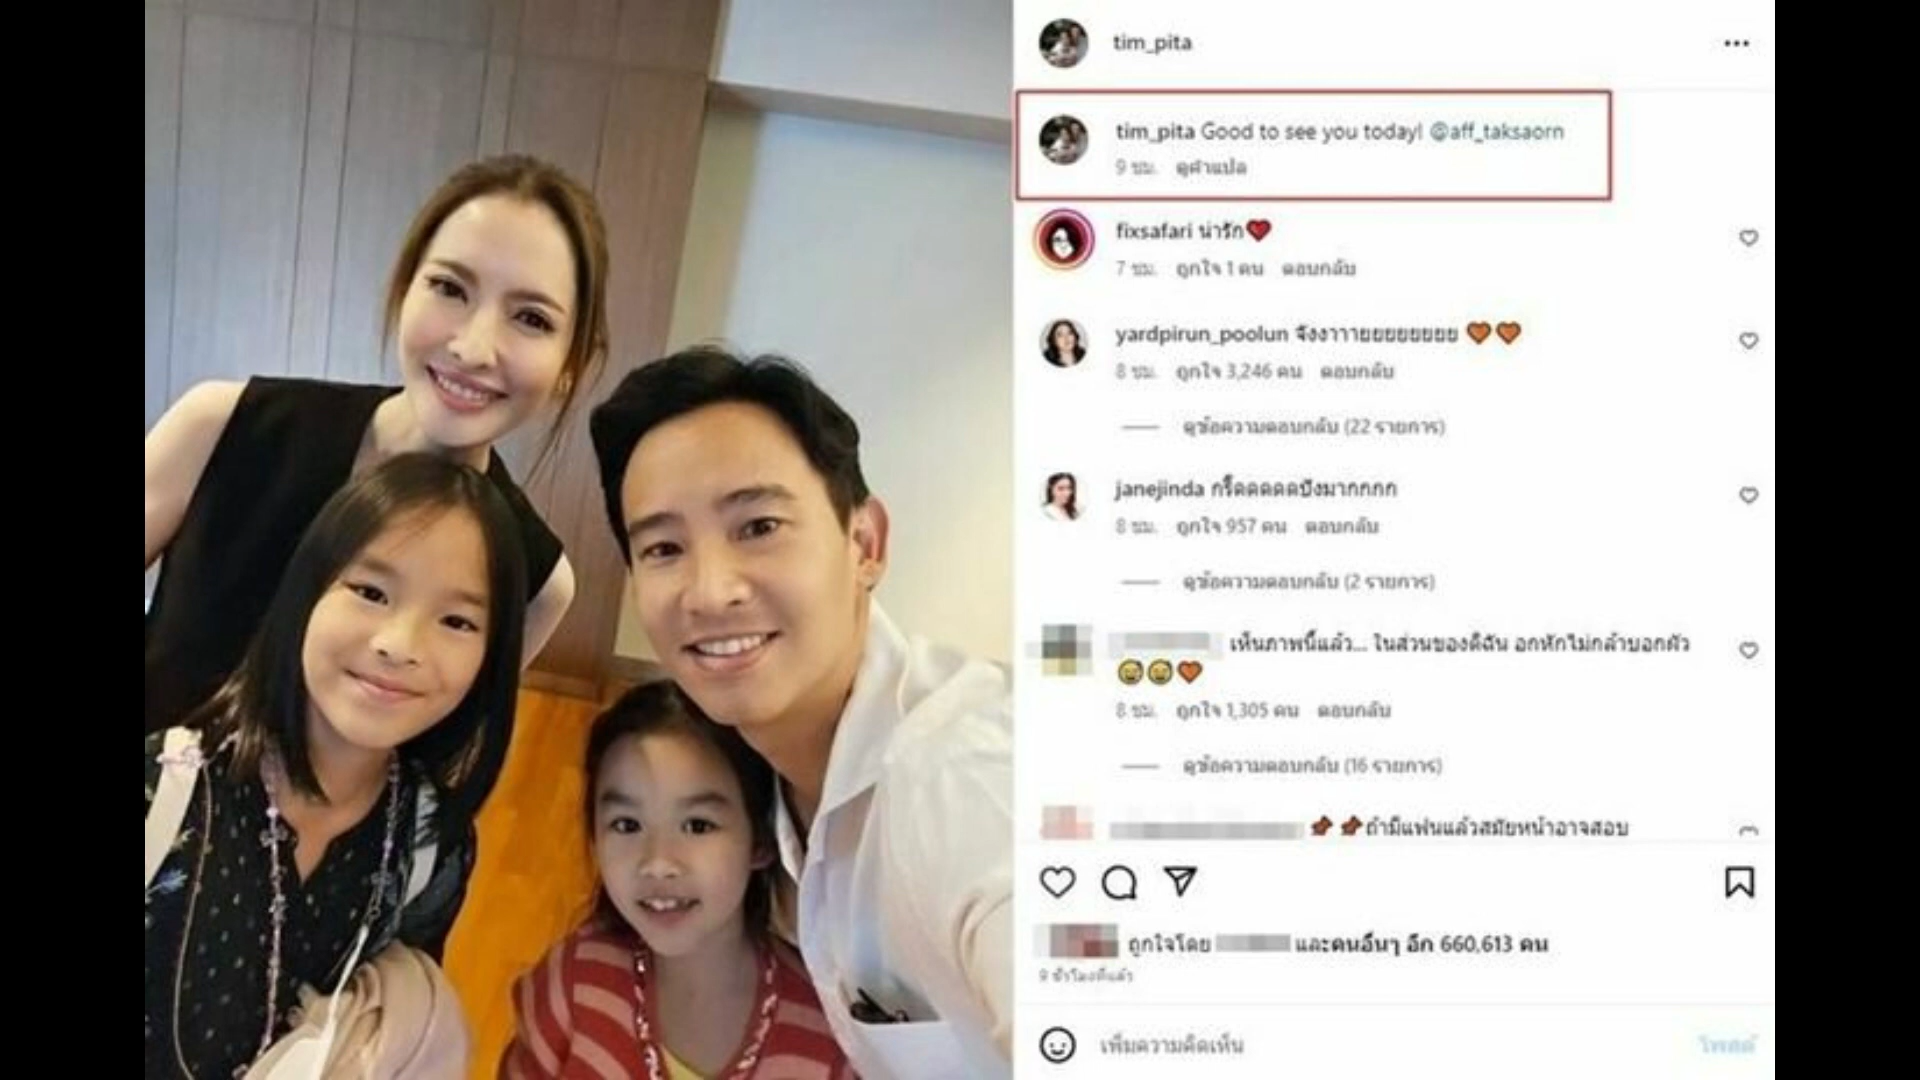 tim_pita
tim_pita Good to see you today! @aff_taksaorn
9 ชม. ดูคำแปล
fixsafari น่ารัก❤️
7 ชม. ถูกใจ 1 คน ตอบกลับ
yardpirun_poolun จังงาาายยยยยยยย 🧡🧡
8 ชม. ถูกใจ 3,246 คน ตอบกลับ
ดูข้อความตอบกลับ (22 รายการ)
janejinda กรี๊ดดดดดปังมากกกก
8 ชม. ถูกใจ 957 คน ตอบกลับ
ดูข้อความตอบกลับ (2 รายการ)
เห็นภาพนี้แล้ว... ในส่วนของดิฉัน อกหักไม่กล้าบอกผัว
😅😅🧡
8 ชม. ถูกใจ 1,305 คน ตอบกลับ
ดูข้อความตอบกลับ (16 รายการ)
📌 📌ถ้ามีแฟนแล้วสมัยหน้าอาจสอบ
ถูกใจโดย และคนอื่นๆ อีก 660,613 คน
9 ชั่วโมงที่แล้ว
เพิ่มความคิดเห็น
โพสต์